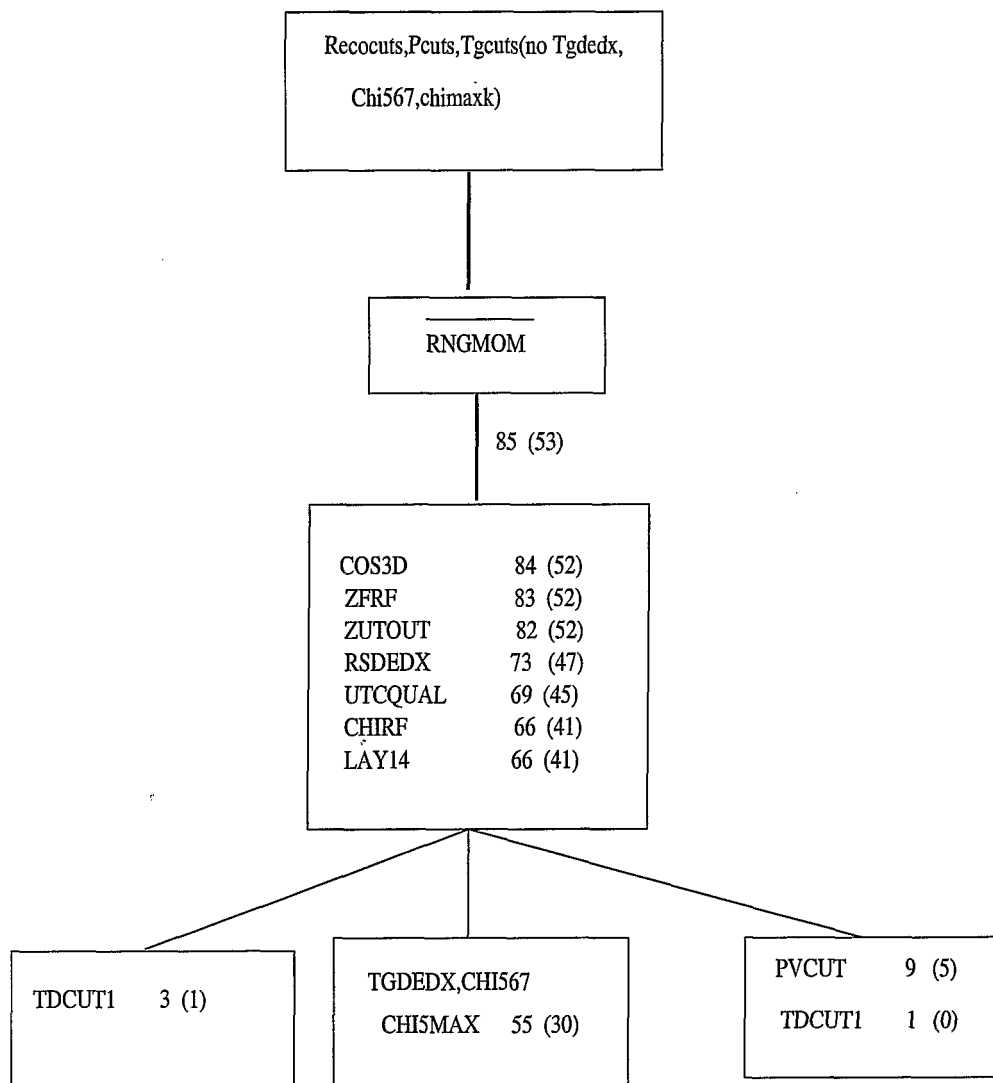 Recocuts,Pcuts,Tgcuts(no Tgdedx,
Chi567,chimaxk)
RNGMOM
85 (53)
COS3D 84 (52)
ZFRF 83 (52)
ZUTOUT 82 (52)
RSDEDX 73 (47)
UTCQUAL 69 (45)
CHIRF 66 (41)
LAY14 66 (41)
TDCUT1 3 (1)
TGDEDX,CHI567
CHI5MAX 55 (30)
PVCUT 9 (5)
TDCUT1 1 (0)